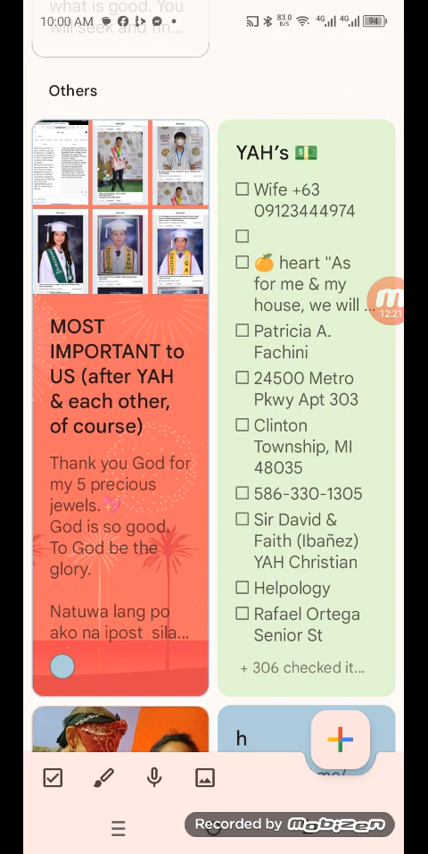 10:00 AM
83.0
B/S
4G
4G
94
what is good. You
will seek and fin...
Others
YAH's 💵
Wife +63
09123444974
🍊 heart "As
for me & my
house, we will ...
Patricia A.
Fachini
24500 Metro
Pkwy Apt 303
Clinton
Township, MI
48035
586-330-1305
Sir David &
Faith (Ibañez)
YAH Christian
Helpology
Rafael Ortega
Senior St
+ 306 checked it...
12:21
MOST
IMPORTANT to
US (after YAH
& each other,
of course)
Thank you God for
my 5 precious
jewels.💖
God is so good.
To God be the
glory.
Natuwa lang po
ako na ipost sila...
h
Recorded by MOBIZEN